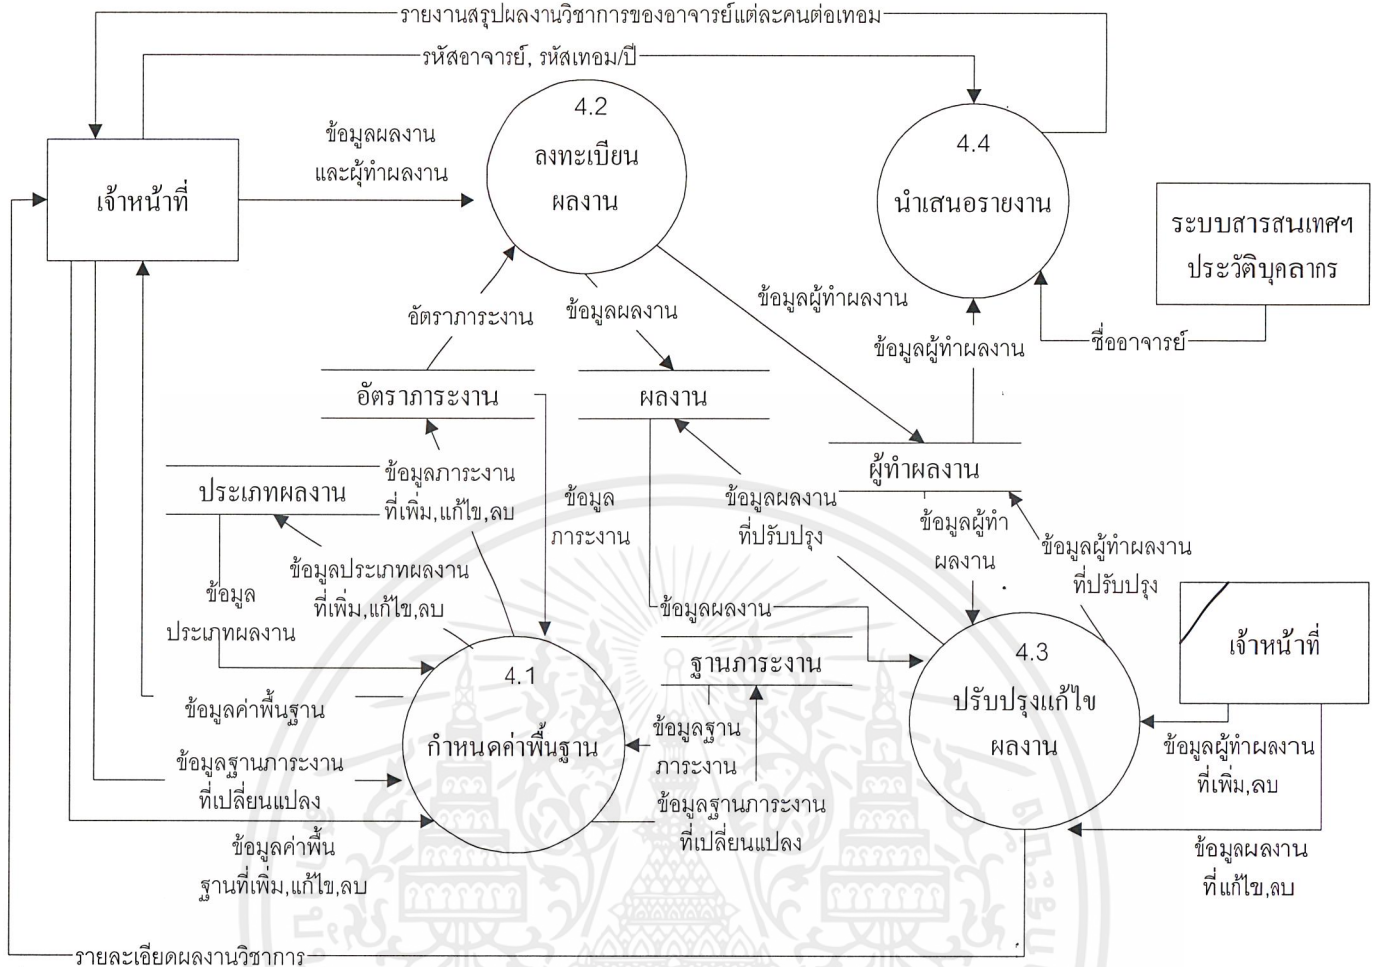 รายงานสรุปผลงานวิชาการของอาจารย์แต่ละคนต่อเทอม
รหัสอาจารย์, รหัสเทอม/ปี
4.2
ลงทะเบียน
ผลงาน
4.4
นำเสนอรายงาน
ข้อมูลผลงาน
และผู้ทำผลงาน
เจ้าหน้าที่
ระบบสารสนเทศฯ
ประวัติบุคลากร
อัตราภาระงาน
ข้อมูลผลงาน
ข้อมูลผู้ทำผลงาน
ข้อมูลผู้ทำผลงาน
ชื่ออาจารย์
อัตราภาระงาน
ผลงาน
ผู้ทำผลงาน
ประเภทผลงาน
ข้อมูลภาระงาน
ที่เพิ่ม,แก้ไข,ลบ
ข้อมูล
ภาระงาน
ข้อมูลผลงาน
ที่ปรับปรุง
ข้อมูลผู้ทำ
ผลงาน
ข้อมูลผู้ทำผลงาน
ที่ปรับปรุง
ข้อมูล
ประเภทผลงาน
ข้อมูลประเภทผลงาน
ที่เพิ่ม,แก้ไข,ลบ
ข้อมูลผลงาน
ฐานภาระงาน
4.1
กำหนดค่าพื้นฐาน
4.3
ปรับปรุงแก้ไข
ผลงาน
เจ้าหน้าที่
ข้อมูลค่าพื้นฐาน
ข้อมูลฐาน
ภาระงาน
ข้อมูลฐานภาระงาน
ที่เปลี่ยนแปลง
ข้อมูลฐานภาระงาน
ที่เปลี่ยนแปลง
ข้อมูลผู้ทำผลงาน
ที่เพิ่ม,ลบ
ข้อมูลค่าพื้น
ฐานที่เพิ่ม,แก้ไข,ลบ
ข้อมูลผลงาน
ที่แก้ไข,ลบ
รายละเอียดผลงานวิชาการ